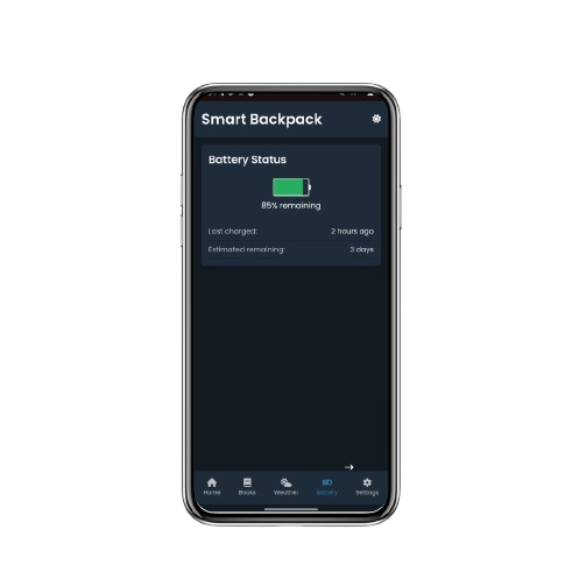 Smart Backpack
Battery Status
85% remaining
Last charged: 2 hours ago
Estimated remaining: 3 days
Home Books Weather Battery Settings